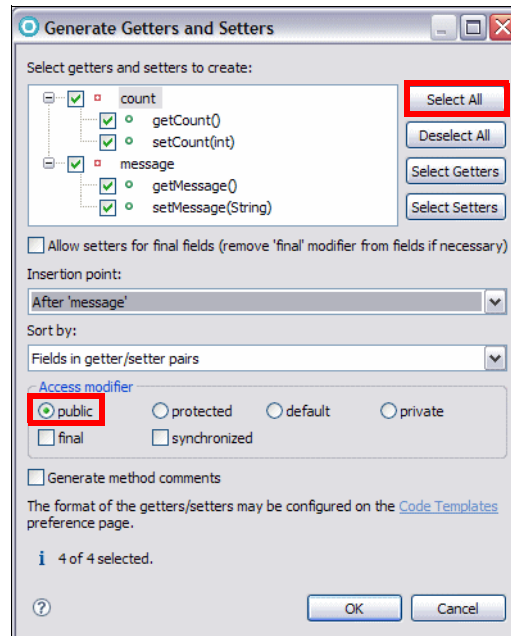 Generate Getters and Setters
Select getters and setters to create:
count
getCount()
setCount(int)
message
getMessage()
setMessage(String)
Select All
Deselect All
Select Getters
Select Setters
Allow setters for final fields (remove 'final' modifier from fields if necessary)
Insertion point:
After 'message'
Sort by:
Fields in getter/setter pairs
Access modifier
public protected default private
final synchronized
Generate method comments
The format of the getters/setters may be configured on the Code Templates
preference page.
i 4 of 4 selected.
? OK Cancel